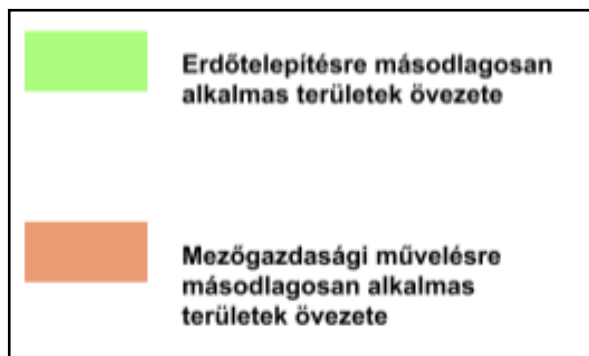 Erdőtelepítésre másodlagosan
alkalmas területek övezete
Mezőgazdasági művelésre
másodlagosan alkalmas
területek övezete